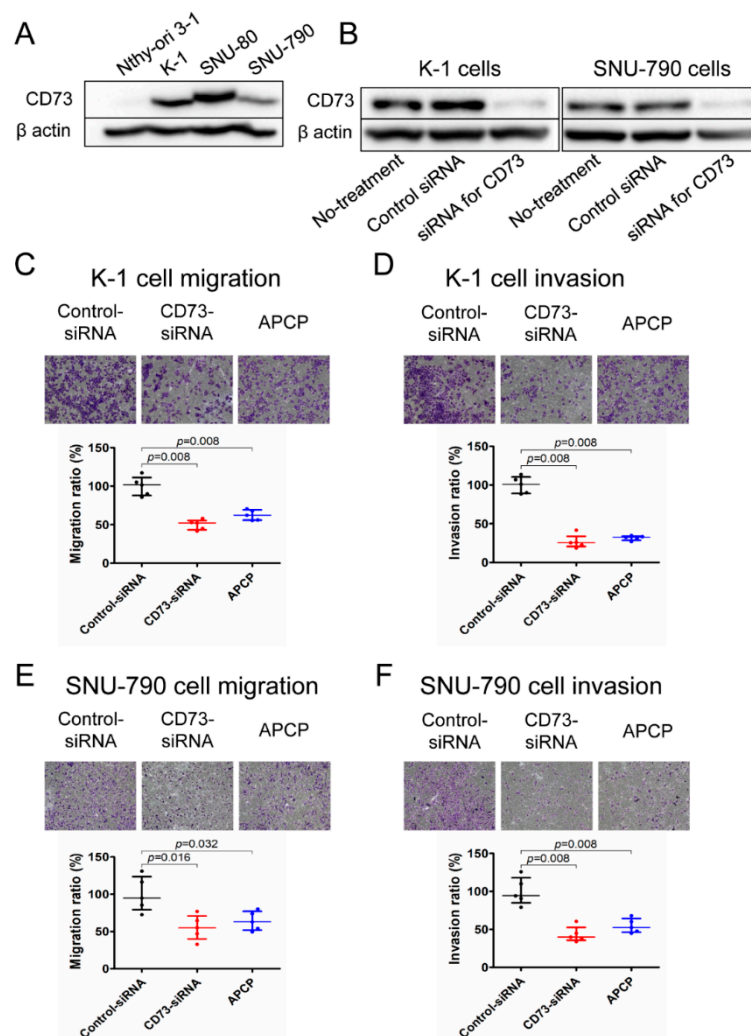 A
Nthy-ori 3-1
K-1
SNU-80
SNU-790
CD73
β actin
B
K-1 cells
SNU-790 cells
CD73
β actin
No-treatment
Control siRNA
siRNA for CD73
No-treatment
Control siRNA
siRNA for CD73
C
K-1 cell migration
Control-
siRNA
CD73-
siRNA
APCP
Migration ratio (%)
150
100
50
0
p=0.008
p=0.008
Control-siRNA
CD73-siRNA
APCP
D
K-1 cell invasion
Control-
siRNA
CD73-
siRNA
APCP
Invasion ratio (%)
150
100
50
0
p=0.008
p=0.008
Control-siRNA
CD73-siRNA
APCP
E
SNU-790 cell migration
Control-
siRNA
CD73-
siRNA
APCP
Migration ratio (%)
150
100
50
0
p=0.032
p=0.016
Control-siRNA
CD73-siRNA
APCP
F
SNU-790 cell invasion
Control-
siRNA
CD73-
siRNA
APCP
Invasion ratio (%)
150
100
50
0
p=0.008
p=0.008
Control-siRNA
CD73-siRNA
APCP